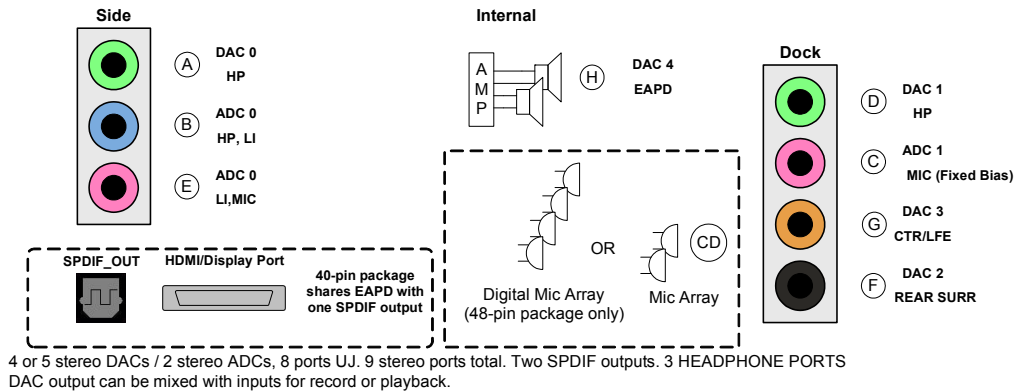 Side
A
DAC 0
HP
B
ADC 0
HP, LI
E
ADC 0
LI,MIC
Internal
A
M
P
H
DAC 4
EAPD
Dock
D
DAC 1
HP
C
ADC 1
MIC (Fixed Bias)
G
DAC 3
CTR/LFE
F
DAC 2
REAR SURR
SPDIF_OUT
HDMI/Display Port
40-pin package
shares EAPD with
one SPDIF output
OR
CD
Digital Mic Array
(48-pin package only)
Mic Array
4 or 5 stereo DACs / 2 stereo ADCs, 8 ports UJ. 9 stereo ports total. Two SPDIF outputs. 3 HEADPHONE PORTS
DAC output can be mixed with inputs for record or playback.